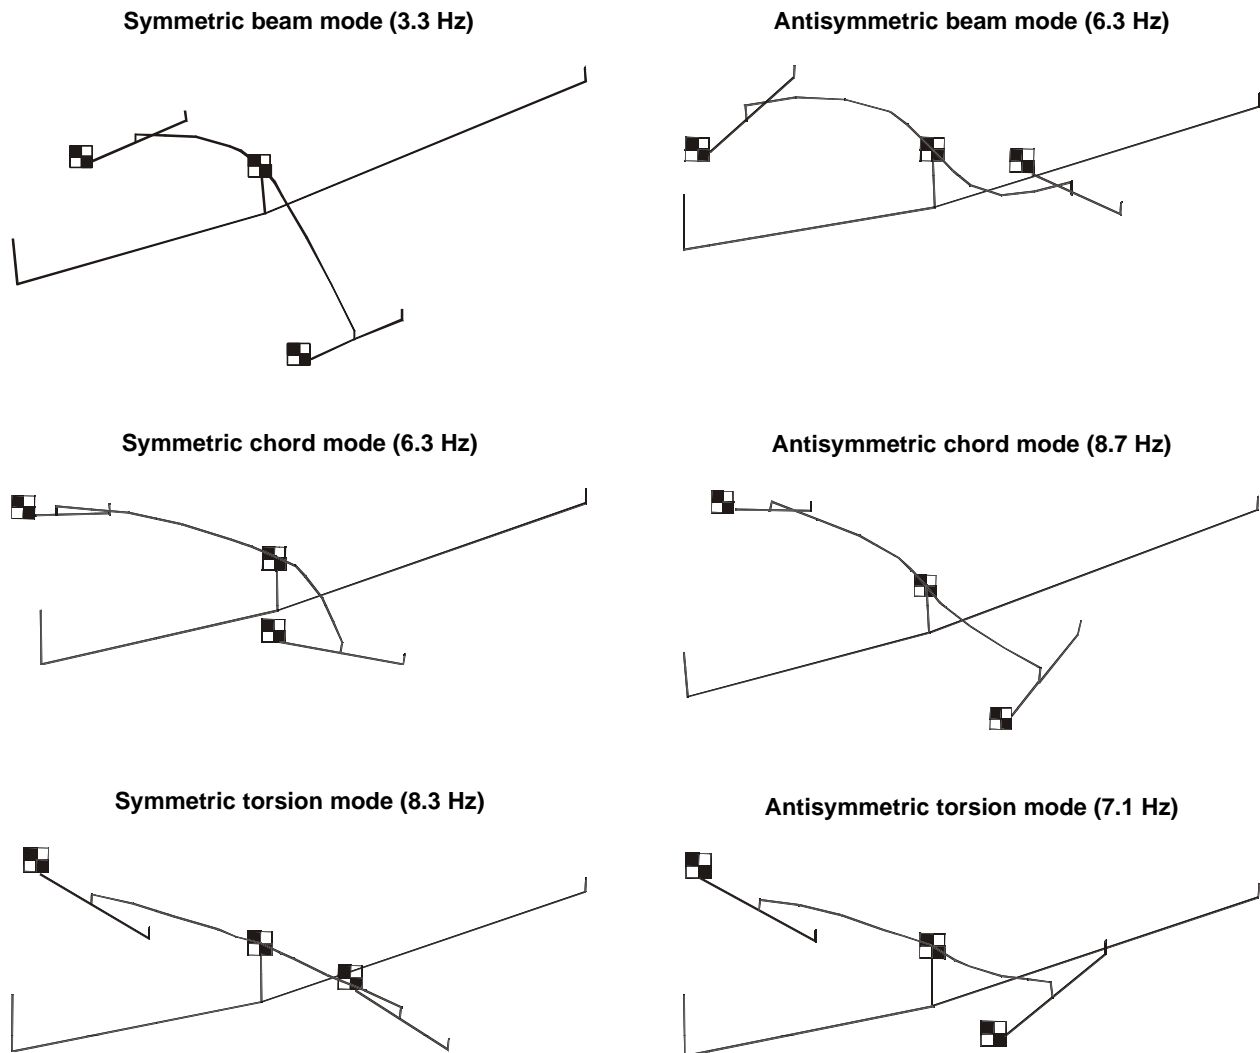 Symmetric beam mode (3.3 Hz)
Antisymmetric beam mode (6.3 Hz)
Symmetric chord mode (6.3 Hz)
Antisymmetric chord mode (8.7 Hz)
Symmetric torsion mode (8.3 Hz)
Antisymmetric torsion mode (7.1 Hz)